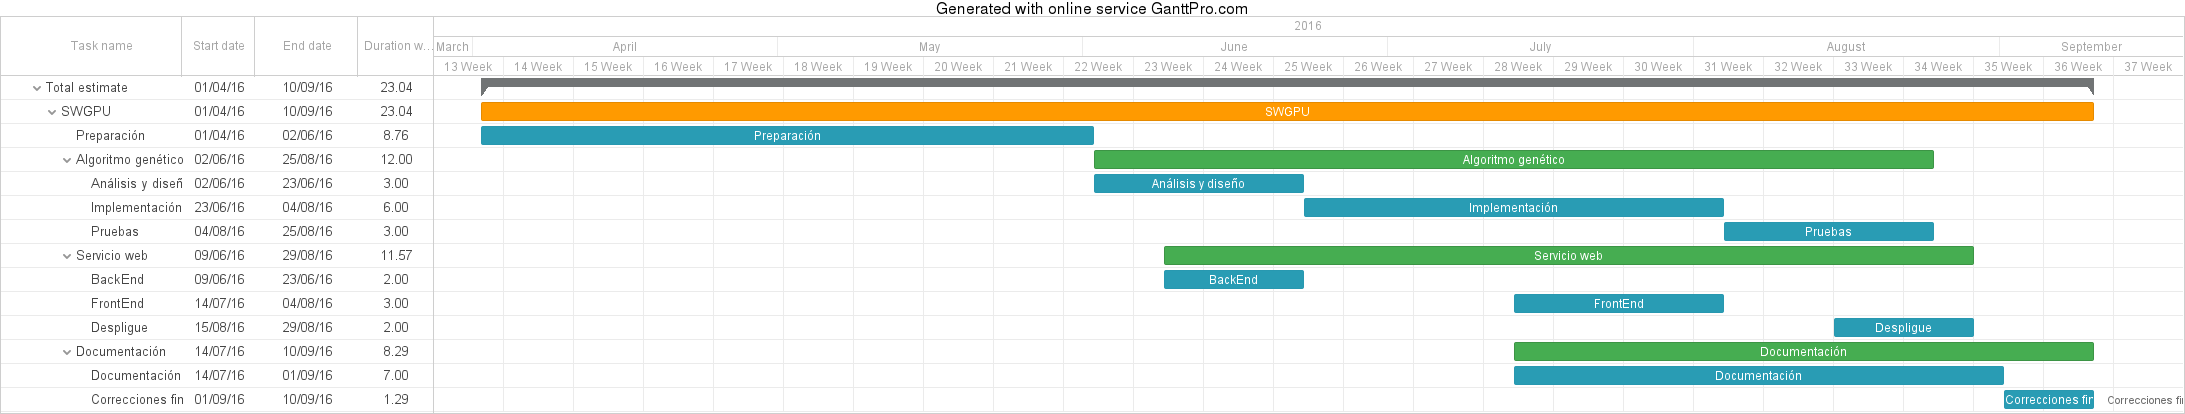 Generated with online service GanttPro.com
Task name Start date End date Duration w...
2016
March April May June July August September
13 Week 14 Week 15 Week 16 Week 17 Week 18 Week 19 Week 20 Week 21 Week 22 Week 23 Week 24 Week 25 Week 26 Week 27 Week 28 Week 29 Week 30 Week 31 Week 32 Week 33 Week 34 Week 35 Week 36 Week 37 Week
Total estimate 01/04/16 10/09/16 23.04
SWGPU 01/04/16 10/09/16 23.04 SWGPU
Preparación 01/04/16 02/06/16 8.76 Preparación
Algoritmo genético 02/06/16 25/08/16 12.00 Algoritmo genético
Análisis y diseñ 02/06/16 23/06/16 3.00 Análisis y diseño
Implementación 23/06/16 04/08/16 6.00 Implementación
Pruebas 04/08/16 25/08/16 3.00 Pruebas
Servicio web 09/06/16 29/08/16 11.57 Servicio web
BackEnd 09/06/16 23/06/16 2.00 BackEnd
FrontEnd 14/07/16 04/08/16 3.00 FrontEnd
Despligue 15/08/16 29/08/16 2.00 Despligue
Documentación 14/07/16 10/09/16 8.29 Documentación
Documentación 14/07/16 01/09/16 7.00 Documentación
Correcciones fin 01/09/16 10/09/16 1.29 Correcciones fin Correcciones fi